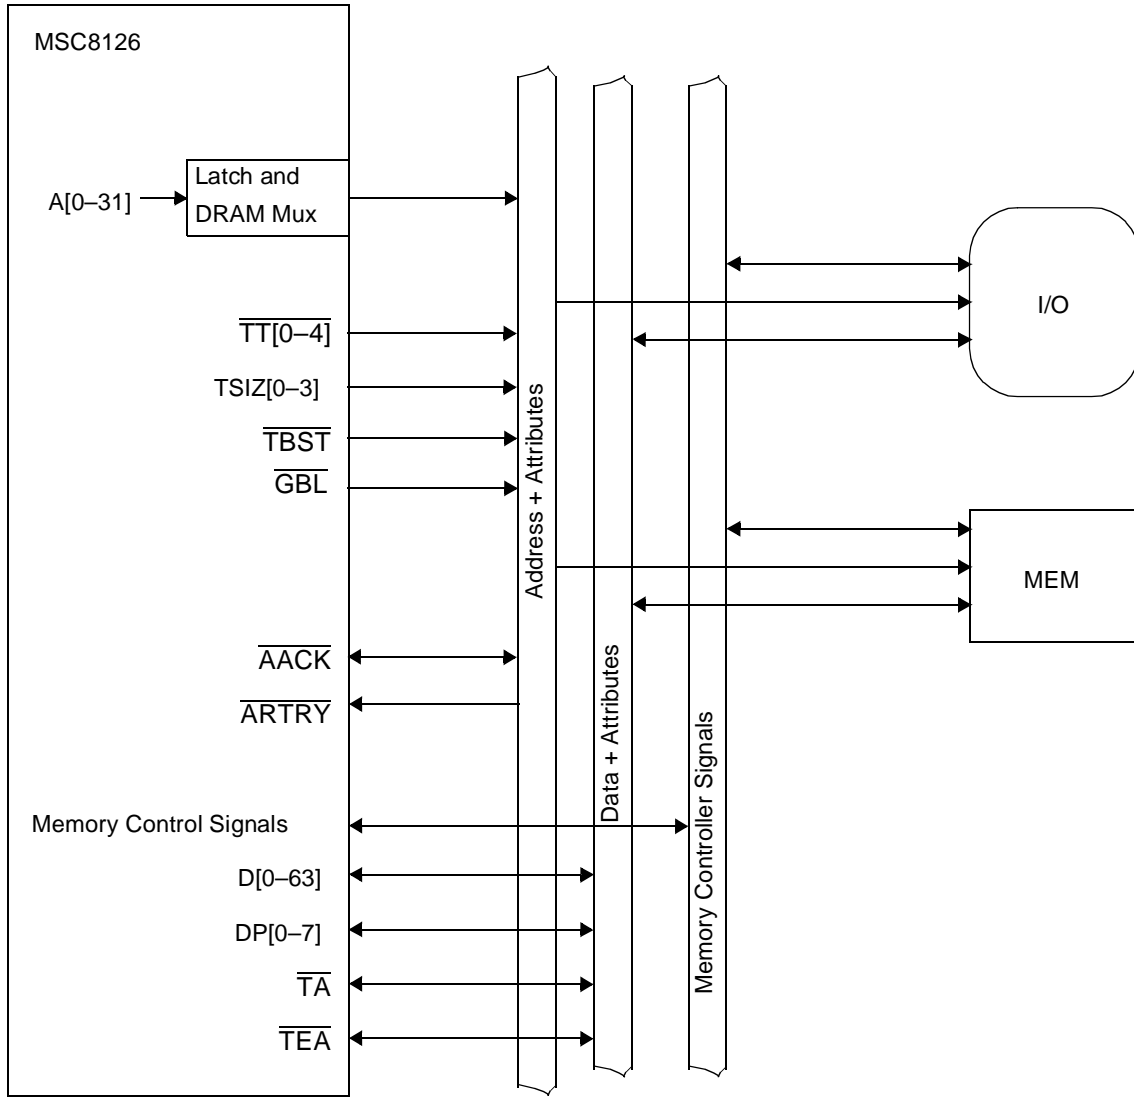 MSC8126
A[0–31]
Latch and
DRAM Mux
TT[0–4]
TSIZ[0–3]
TBST
GBL
AACK
ARTRY
Memory Control Signals
D[0–63]
DP[0–7]
TA
TEA
Address + Attributes
Data + Attributes
Memory Controller Signals
I/O
MEM